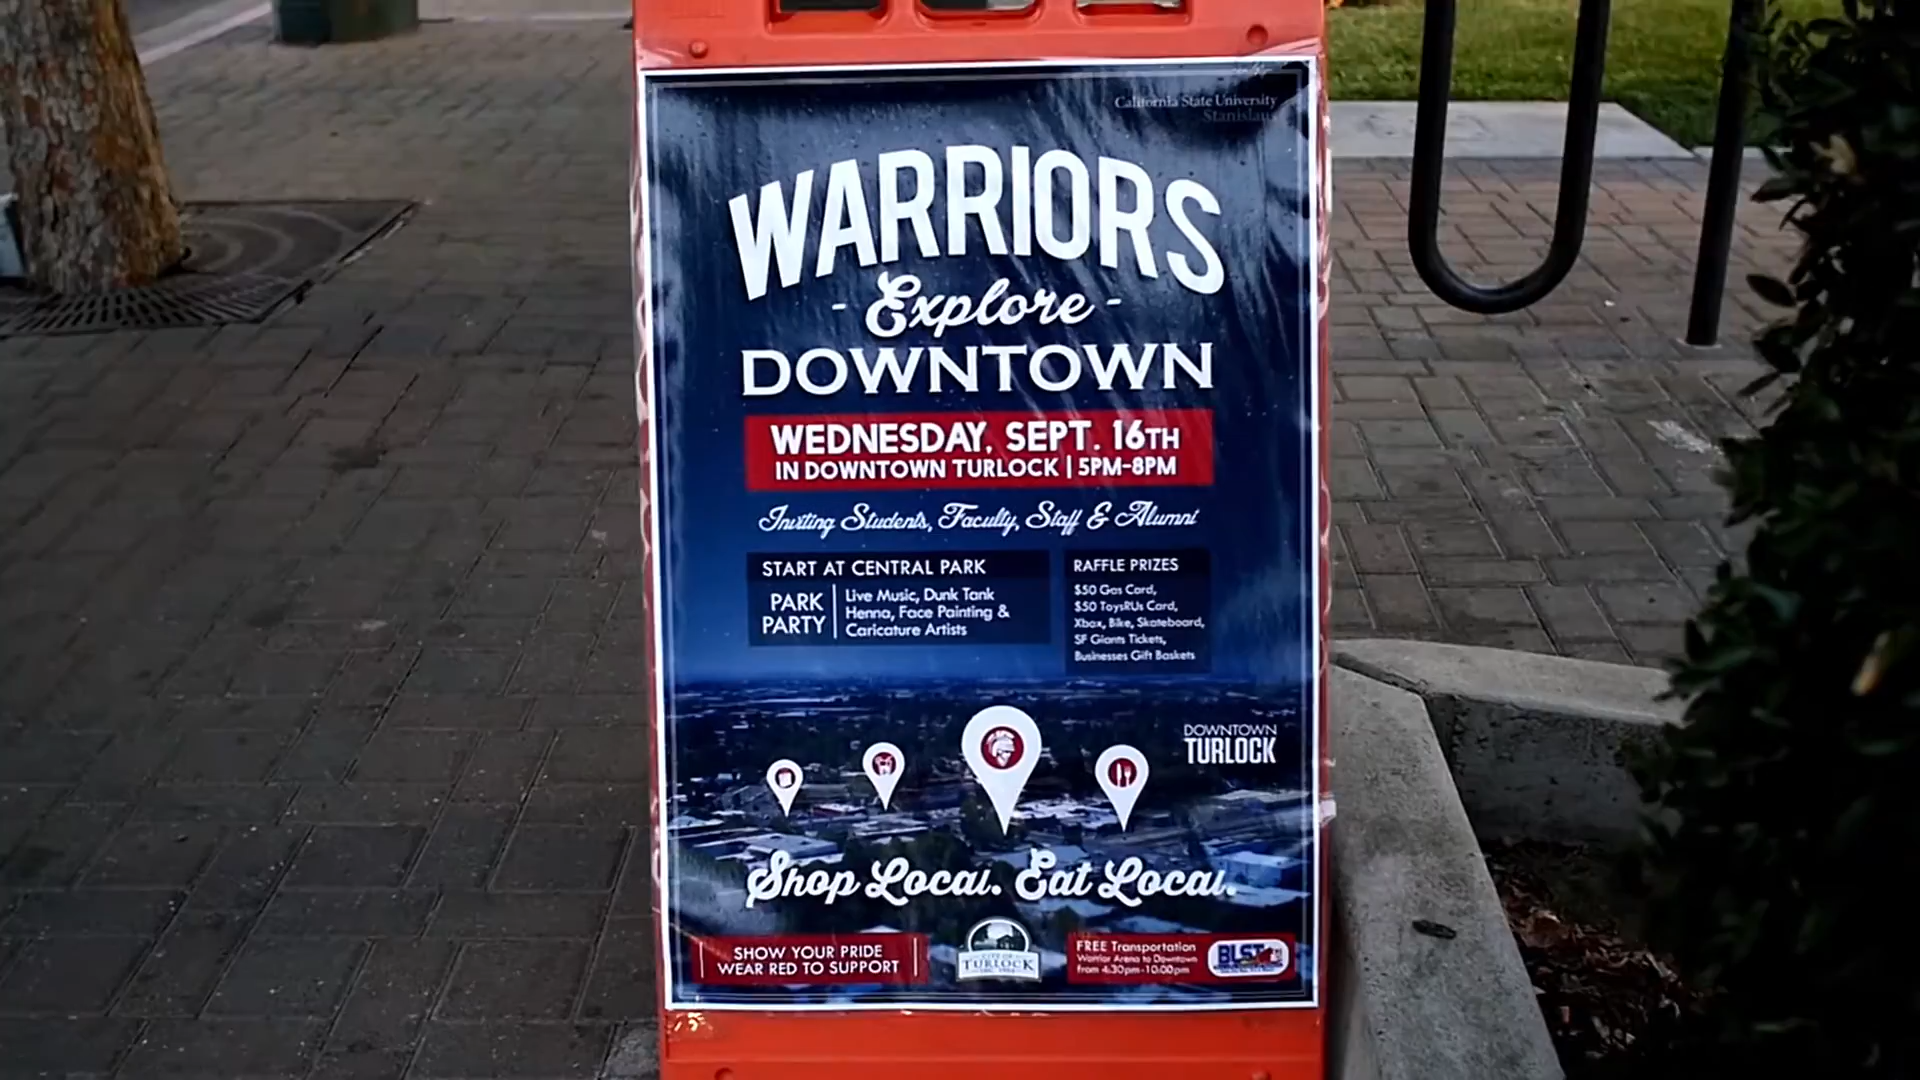 California State University
Stanislaus
WARRIORS
- Explore -
DOWNTOWN
WEDNESDAY, SEPT. 16TH
IN DOWNTOWN TURLOCK | 5PM-8PM
Inviting Students, Faculty, Staff & Alumni
START AT CENTRAL PARK
PARK PARTY
Live Music, Dunk Tank
Henna, Face Painting &
Caricature Artists
RAFFLE PRIZES
$50 Gas Card,
$50 ToysRUs Card,
Xbox, Bike, Skateboard,
SF Giants Tickets,
Businesses Gift Baskets
DOWNTOWN
TURLOCK
Shop Local. Eat Local.
SHOW YOUR PRIDE
WEAR RED TO SUPPORT
CITY OF
TURLOCK
FREE Transportation
Warrior Arena to Downtown
from 4:30pm-10:00pm
BLST